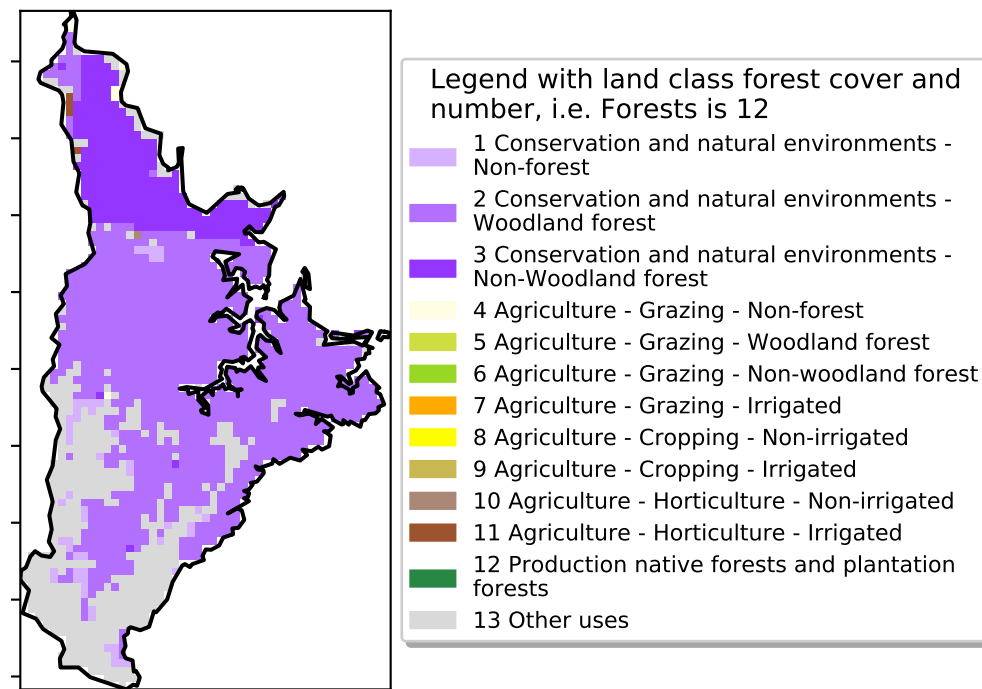 Legend with land class forest cover and
number, i.e. Forests is 12
1 Conservation and natural environments -
Non-forest
2 Conservation and natural environments -
Woodland forest
3 Conservation and natural environments -
Non-Woodland forest
4 Agriculture - Grazing - Non-forest
5 Agriculture - Grazing - Woodland forest
6 Agriculture - Grazing - Non-woodland forest
7 Agriculture - Grazing - Irrigated
8 Agriculture - Cropping - Non-irrigated
9 Agriculture - Cropping - Irrigated
10 Agriculture - Horticulture - Non-irrigated
11 Agriculture - Horticulture - Irrigated
12 Production native forests and plantation
forests
13 Other uses